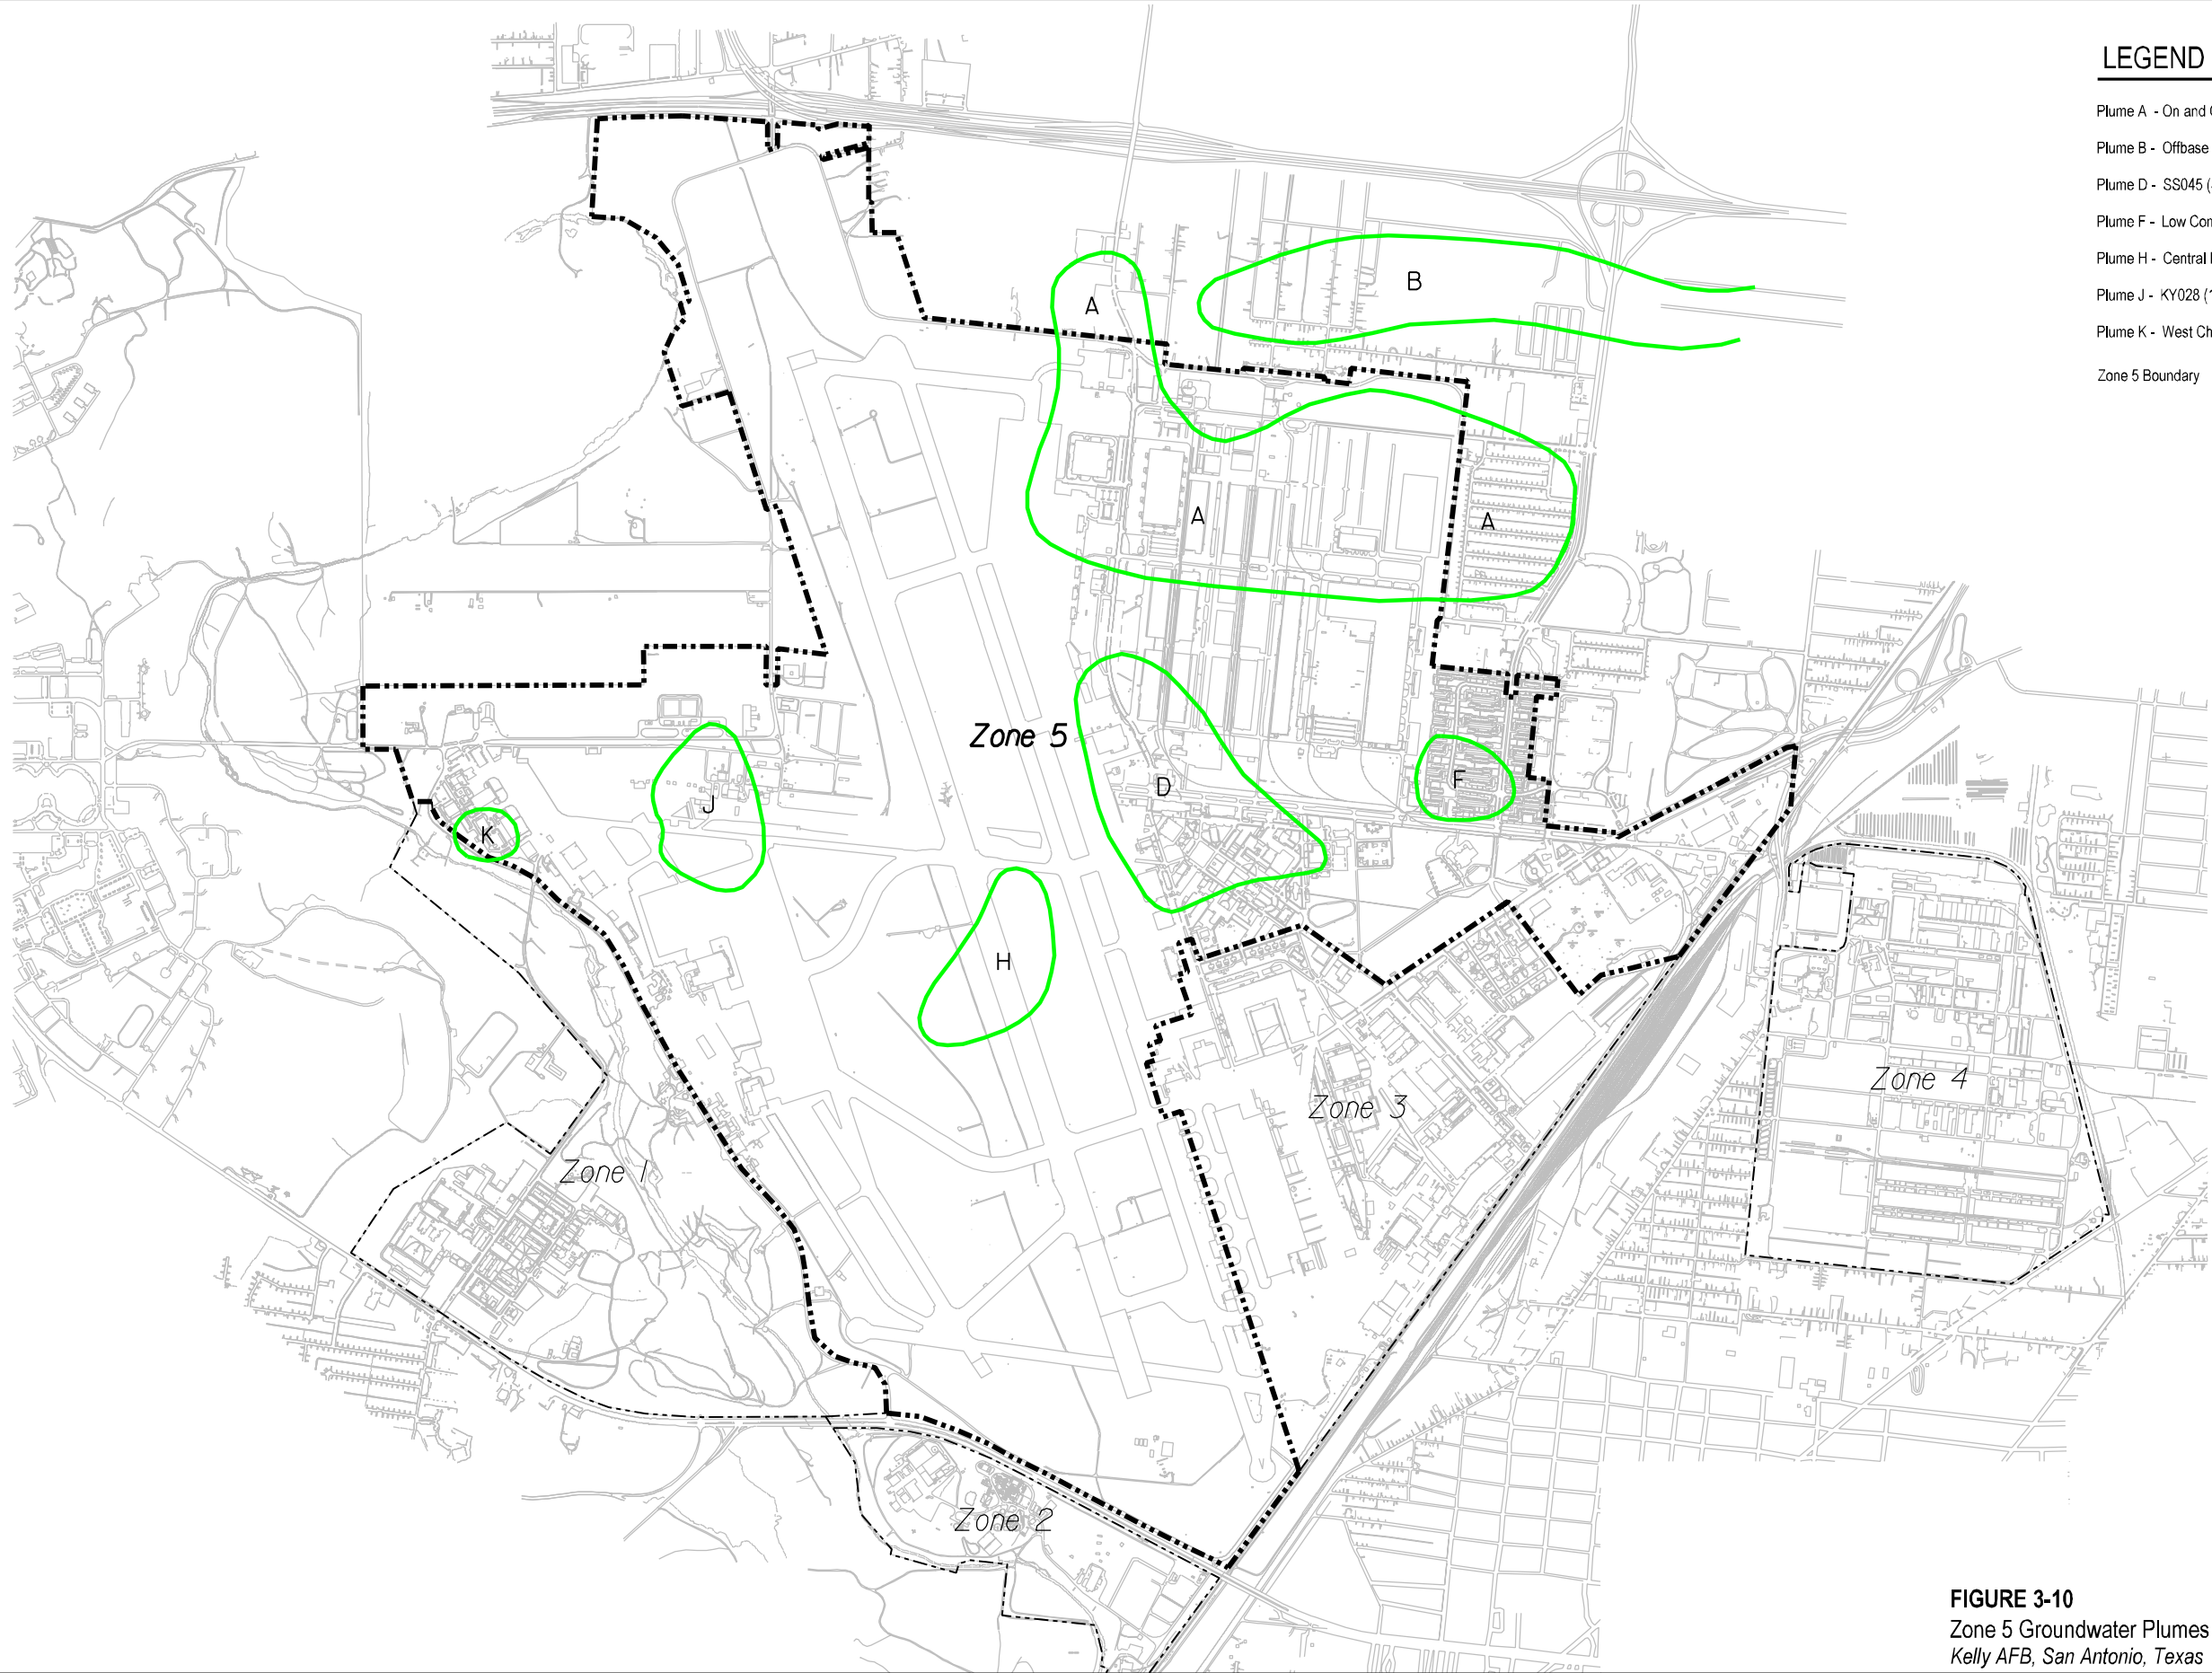 LEGEND
Plume A - On and
Plume B - Offbase
Plume D - SS045
Plume F - Low
Plume H - Central
Plume J - KY028
Plume K - West
Zone 5 Boundary
A
B
A
A
Zone 5
D
F
J
K
H
Zone 4
Zone 3
Zone 1
Zone 2
FIGURE 3-10
Zone 5 Groundwater Plumes
Kelly AFB, San Antonio, Texas